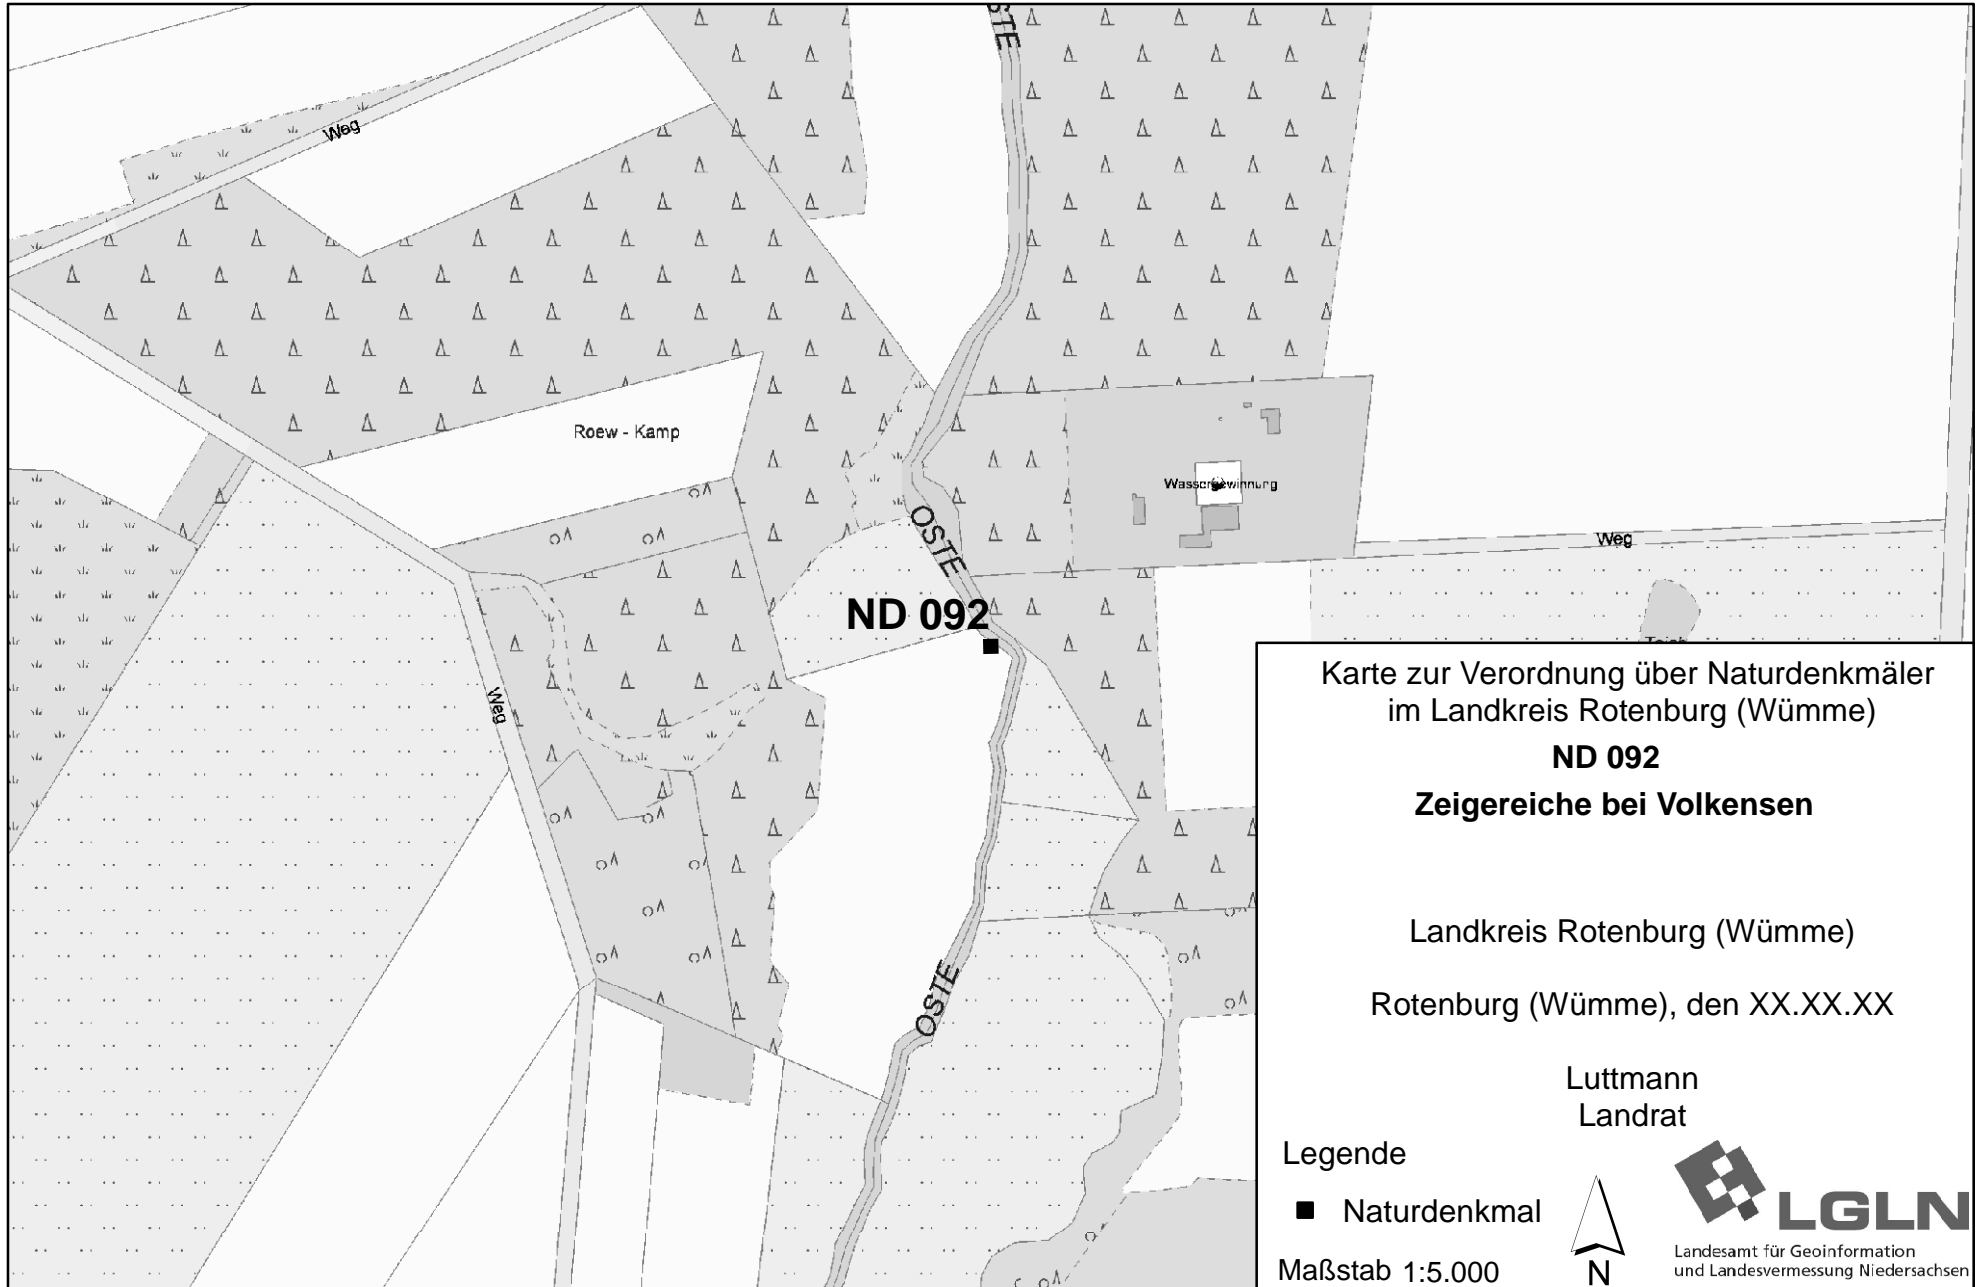 STE
Weg
Roew - Kamp
Wassergewinnung
OSTE
Weg
ND 092
Teich
Weg
OSTE
Karte zur Verordnung über Naturdenkmäler
im Landkreis Rotenburg (Wümme)
ND 092
Zeigereiche bei Volkensen
Landkreis Rotenburg (Wümme)
Rotenburg (Wümme), den XX.XX.XX
Luttmann
Landrat
Legende
Naturdenkmal
Maßstab 1:5.000
N
LGLN
Landesamt für Geoinformation
und Landesvermessung Niedersachsen